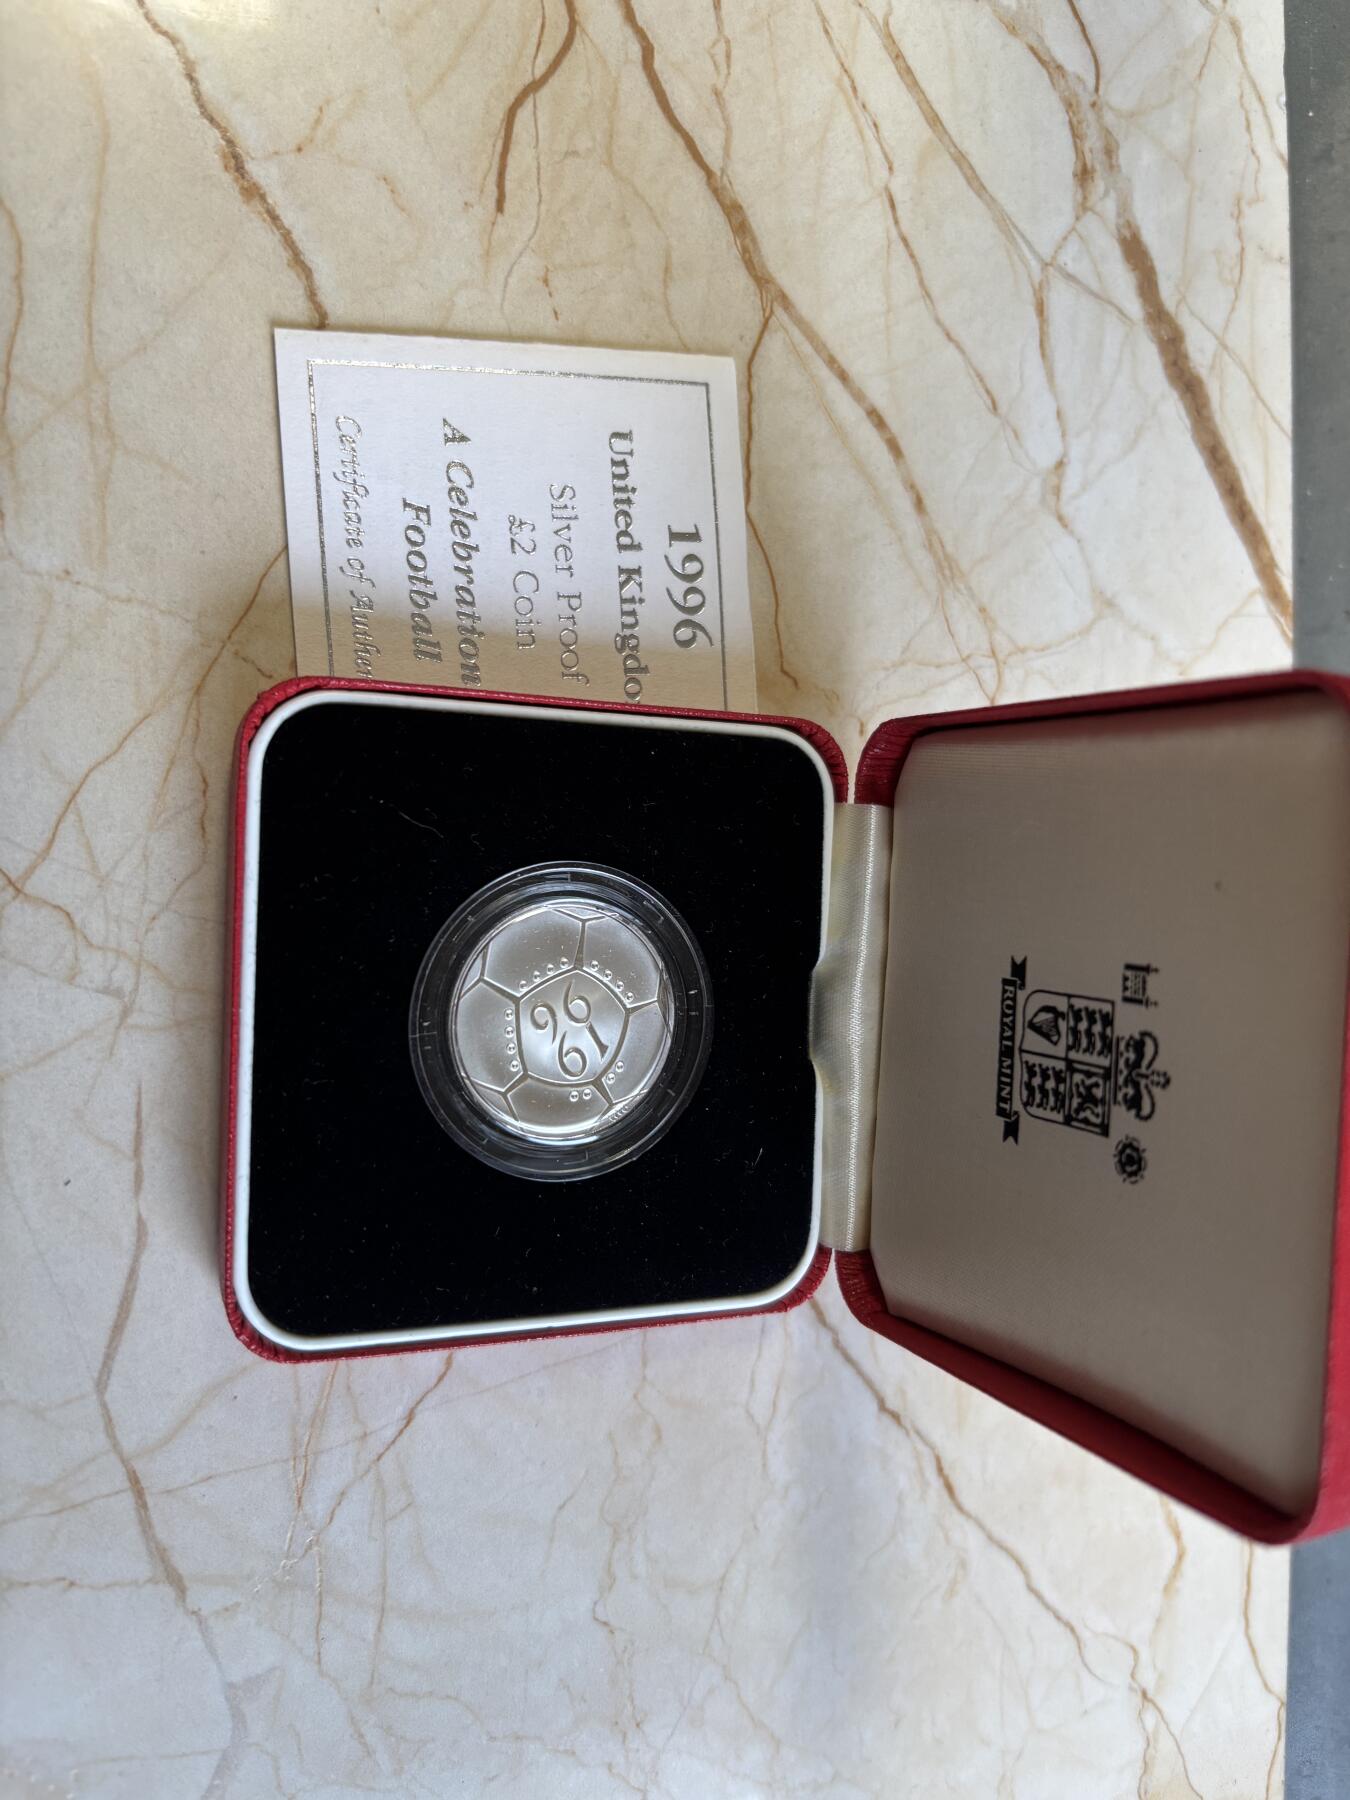 1996
United Kingdo
Silver Proof
£2 Coin
A Celebration
Football
Certificate of Authen
ROYAL MINT
1996